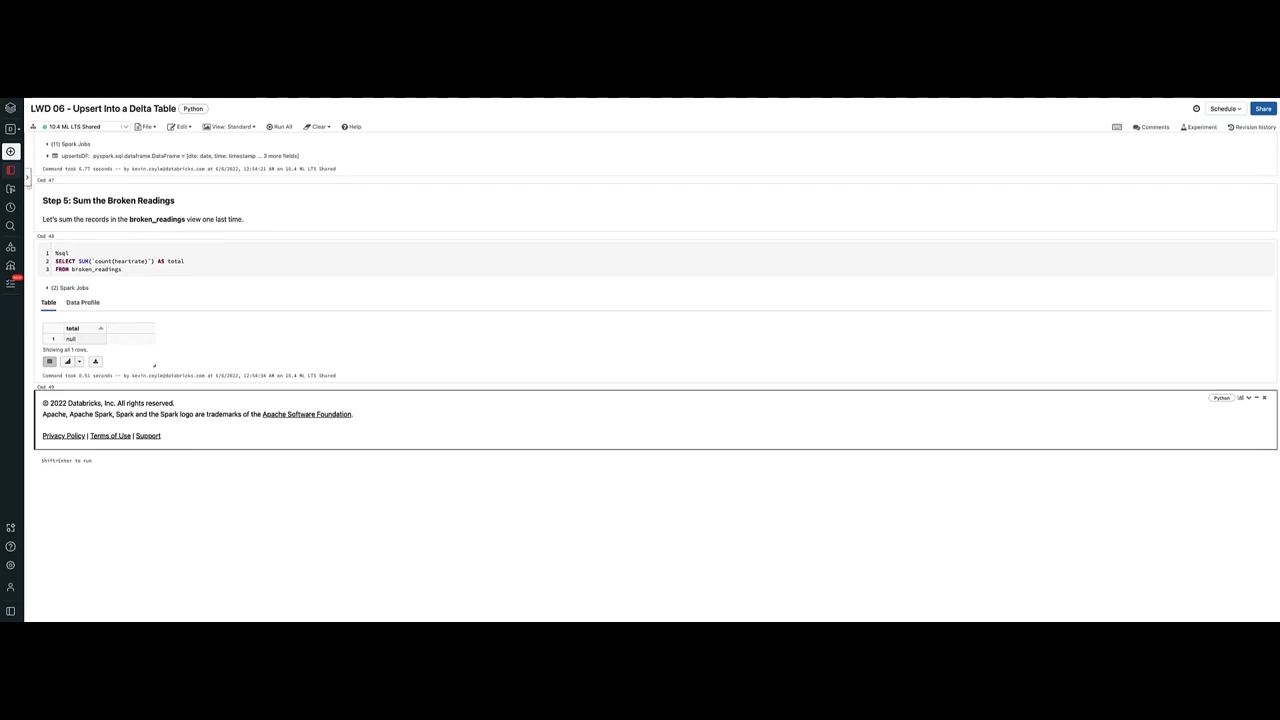 LWD 06 - Upsert Into a Delta Table Python
Schedule Share
10.4 ML LTS Shared File Edit View: Standard Run All Clear Help Comments Experiment Revision history
(11) Spark Jobs
upsertsDF: pyspark.sql.dataframe.DataFrame = [dte: date, time: timestamp ... 3 more fields]
Command took 6.77 seconds -- by kevin.coyle@databricks.com at 6/6/2022, 12:54:21 AM on 10.4 ML LTS Shared
Cmd 47
Step 5: Sum the Broken Readings
Let's sum the records in the broken_readings view one last time.
Cmd 48
1 %sql
2 SELECT SUM(`count(heartrate)`) AS total
3 FROM broken_readings
(2) Spark Jobs
Table Data Profile
total
1 null
Showing all 1 rows.
Command took 0.51 seconds -- by kevin.coyle@databricks.com at 6/6/2022, 12:54:34 AM on 10.4 ML LTS Shared
Cmd 49
Python
© 2022 Databricks, Inc. All rights reserved.
Apache, Apache Spark, Spark and the Spark logo are trademarks of the Apache Software Foundation.
Privacy Policy | Terms of Use | Support
Shift+Enter to run